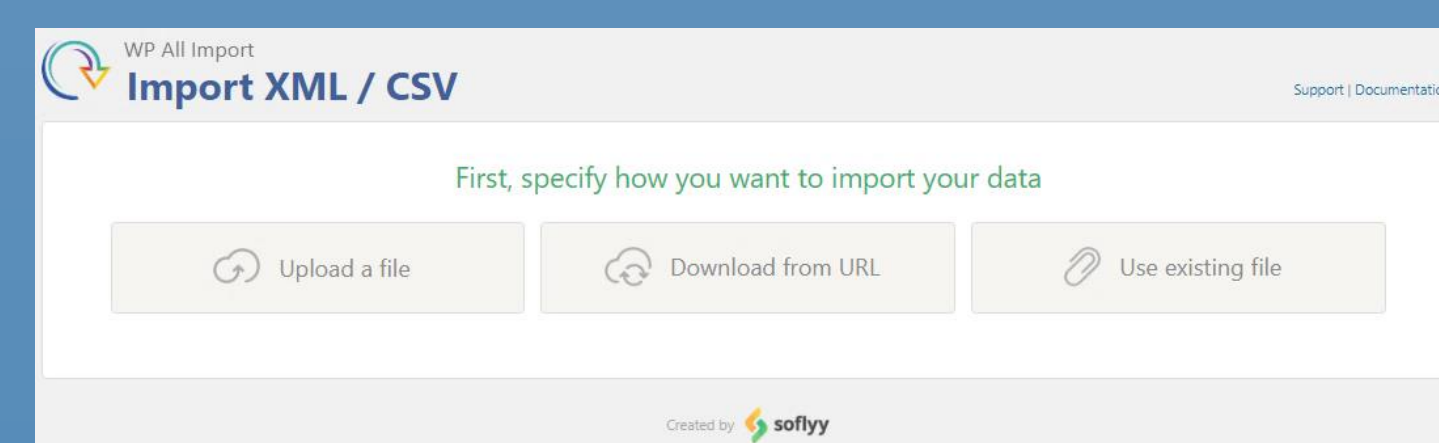 WP All Import
Import XML / CSV
Support | Documentatio
First, specify how you want to import your data
Upload a file
Download from URL
Use existing file
Created by soflyy